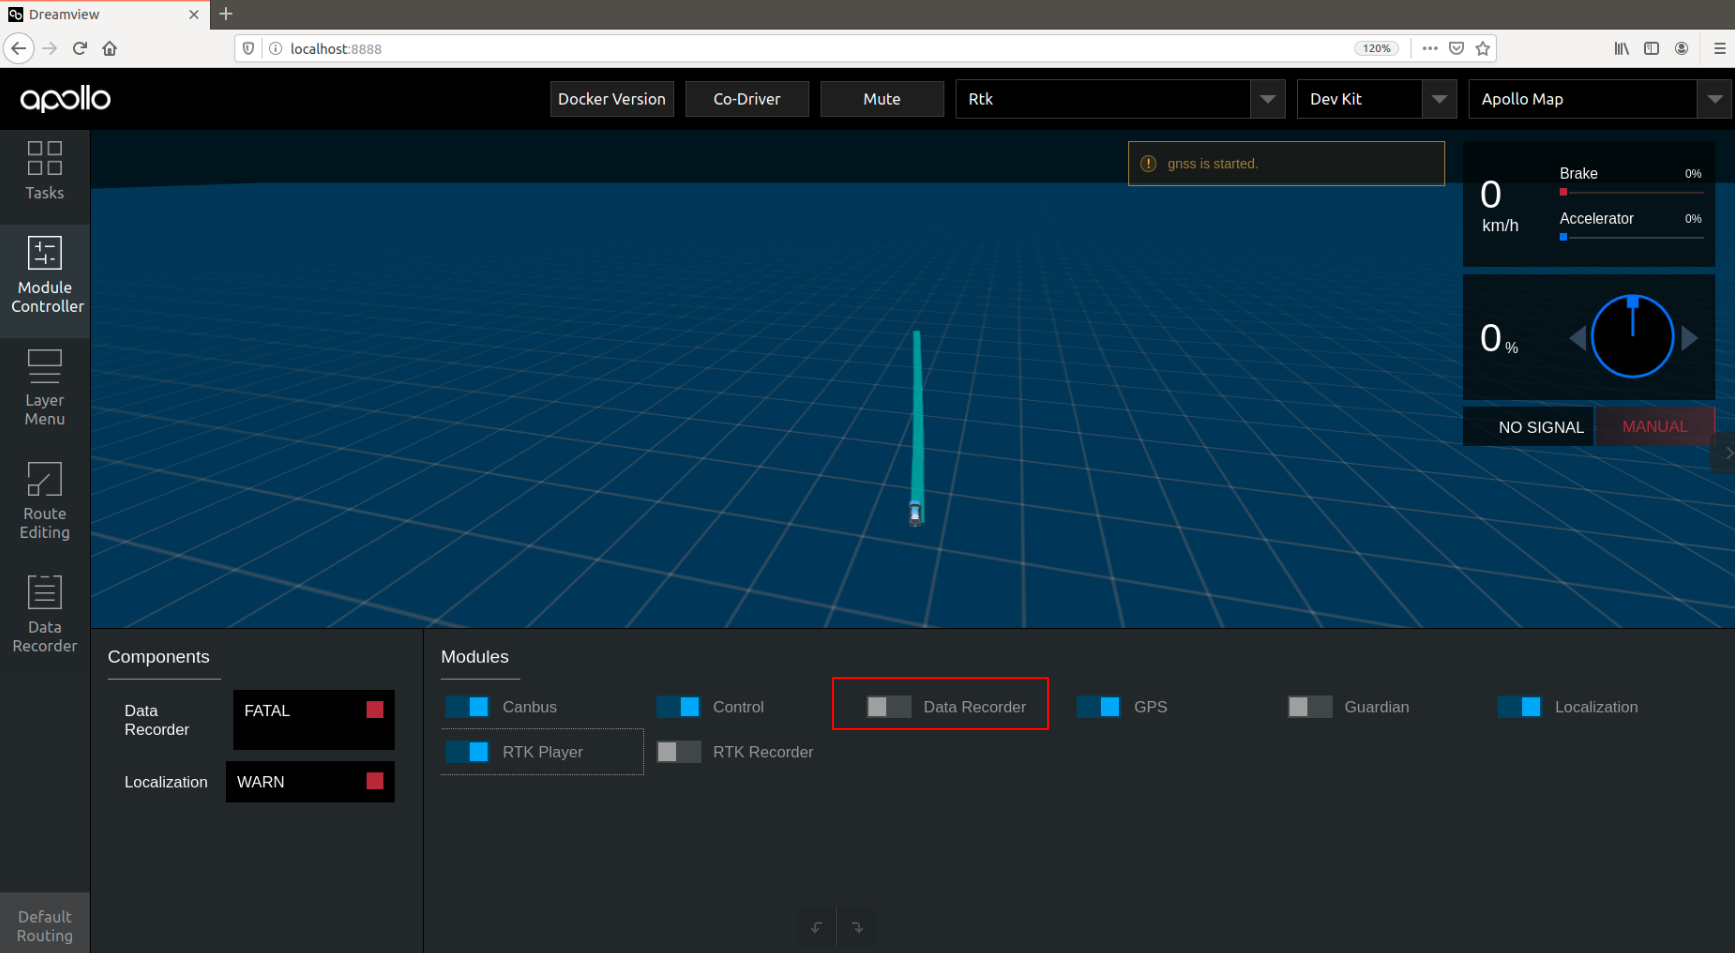 Dreamview
localhost:8888
120%
apollo
Docker Version
Co-Driver
Mute
Rtk
Dev Kit
Apollo Map
Tasks
Module
Controller
Layer
Menu
Route
Editing
Data
Recorder
Default
Routing
gnss is started.
0
km/h
Brake 0%
Accelerator 0%
0 %
NO SIGNAL
MANUAL
Components
Data
Recorder
FATAL
Localization
WARN
Modules
Canbus
Control
Data Recorder
GPS
Guardian
Localization
RTK Player
RTK Recorder